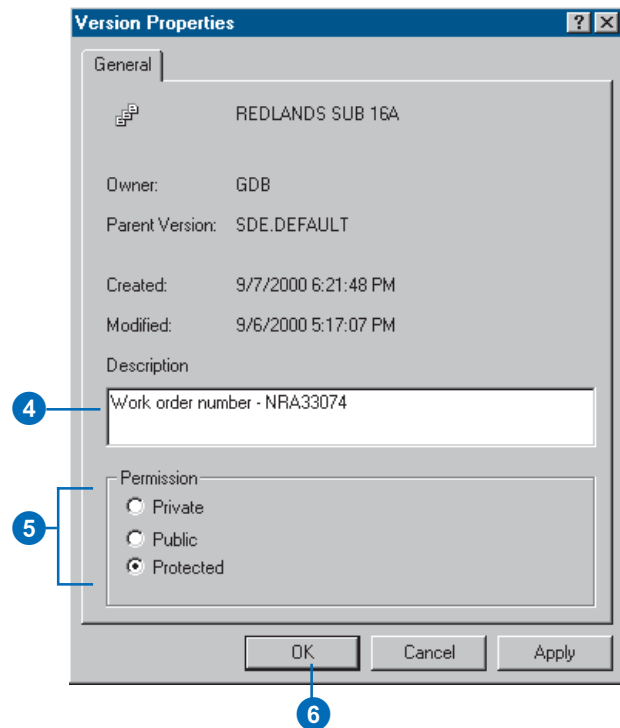 Version Properties
General
REDLANDS SUB 16A
Owner: GDB
Parent Version: SDE.DEFAULT
Created: 9/7/2000 6:21:48 PM
Modified: 9/6/2000 5:17:07 PM
Description
4 Work order number - NRA33074
Permission
Private
5 Public
Protected
OK Cancel Apply
6